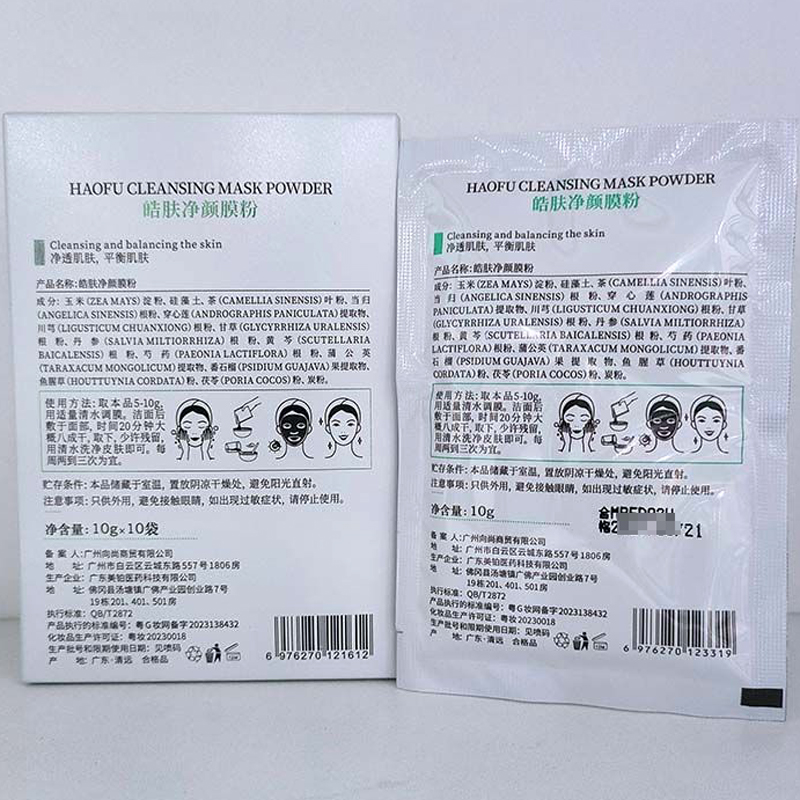 HAOFU CLEANSING MASK POWDER
皓肤净颜膜粉
Cleansing and balancing the skin
净透肌肤, 平衡肌肤
产品名称: 皓肤净颜膜粉
成分: 玉米 (ZEA MAYS) 淀粉、硅藻土、茶 (CAMELLIA SINENSIS) 叶粉、当归
(ANGELICA SINENSIS) 根粉、穿心莲 (ANDROGRAPHIS PANICULATA) 提取物、
川芎 (LIGUSTICUM CHUANXIONG) 根粉、甘草 (GLYCYRRHIZA URALENSIS)
根粉、丹参 (SALVIA MILTIORRHIZA) 根粉、黄芩 (SCUTELLARIA
BAICALENSIS) 根粉、芍药 (PAEONIA LACTIFLORA) 根粉、蒲公英
(TARAXACUM MONGOLICUM) 提取物、番石榴 (PSIDIUM GUAJAVA) 果提取物、
鱼腥草 (HOUTTUYNIA CORDATA) 粉、茯苓 (PORIA COCOS) 粉、炭粉。
使用方法: 取本品5-10g,
用适量清水调膜。洁面后
敷于面部, 时间20分钟大
概八成干, 取下, 少许残留,
用清水洗净皮肤即可。每
周两到三次为宜。
贮存条件: 本品储藏于室温, 置放阴凉干燥处, 避免阳光直射。
注意事项: 只供外用, 避免接触眼睛, 如出现过敏症状, 请停止使用。
净含量: 10g×10袋
备 案 人: 广州向尚商贸有限公司
地 址: 广州市白云区云城东路557号1806房
生产企业: 广东美铂医药科技有限公司
地 址: 佛冈县汤塘镇广佛产业园创业路7号
19栋201、401、501房
执行标准: QB/T2872
产品执行的标准编号: 粤G妆网备字2023138432
化妆品生产许可证: 粤妆20230018
生产批号和限期使用日期: 见喷码
产 地: 广东·清远 合格品
12M
6 976270 121612
HAOFU CLEANSING MASK POWDER
皓肤净颜膜粉
Cleansing and balancing the skin
净透肌肤, 平衡肌肤
产品名称: 皓肤净颜膜粉
成分: 玉米 (ZEA MAYS) 淀粉、硅藻土、茶 (CAMELLIA SINENSIS) 叶粉、
当归 (ANGELICA SINENSIS) 根粉、穿心莲 (ANDROGRAPHIS
PANICULATA) 提取物、川芎 (LIGUSTICUM CHUANXIONG) 根粉、甘草
(GLYCYRRHIZA URALENSIS) 根粉、丹参 (SALVIA MILTIORRHIZA)
根粉、黄芩 (SCUTELLARIA BAICALENSIS) 根粉、芍药 (PAEONIA
LACTIFLORA) 根粉、蒲公英 (TARAXACUM MONGOLICUM) 提取物、番
石榴 (PSIDIUM GUAJAVA) 果提取物、鱼腥草 (HOUTTUYNIA
CORDATA) 粉、茯苓 (PORIA COCOS) 粉、炭粉。
使用方法: 取本品5-10g,
用适量清水调膜。洁面后
敷于面部, 时间20分钟大
概八成干, 取下, 少许残留,
用清水洗净皮肤即可。每
周两到三次为宜。
贮存条件: 本品储藏于室温, 置放阴凉干燥处, 避免阳光直射。
注意事项: 只供外用, 避免接触眼睛, 如出现过敏症状, 请停止使用。
净含量: 10g
/21
备 案 人: 广州向尚商贸有限公司
地 址: 广州市白云区云城东路557号1806房
生产企业: 广东美铂医药科技有限公司
地 址: 佛冈县汤塘镇广佛产业园创业路7号
19栋201、401、501房
执行标准: QB/T2872
产品执行的标准编号: 粤G妆网备字2023138432
化妆品生产许可证: 粤妆20230018
生产批号和限期使用日期: 见喷码
产 地: 广东·清远 合格品
6 976270 123319